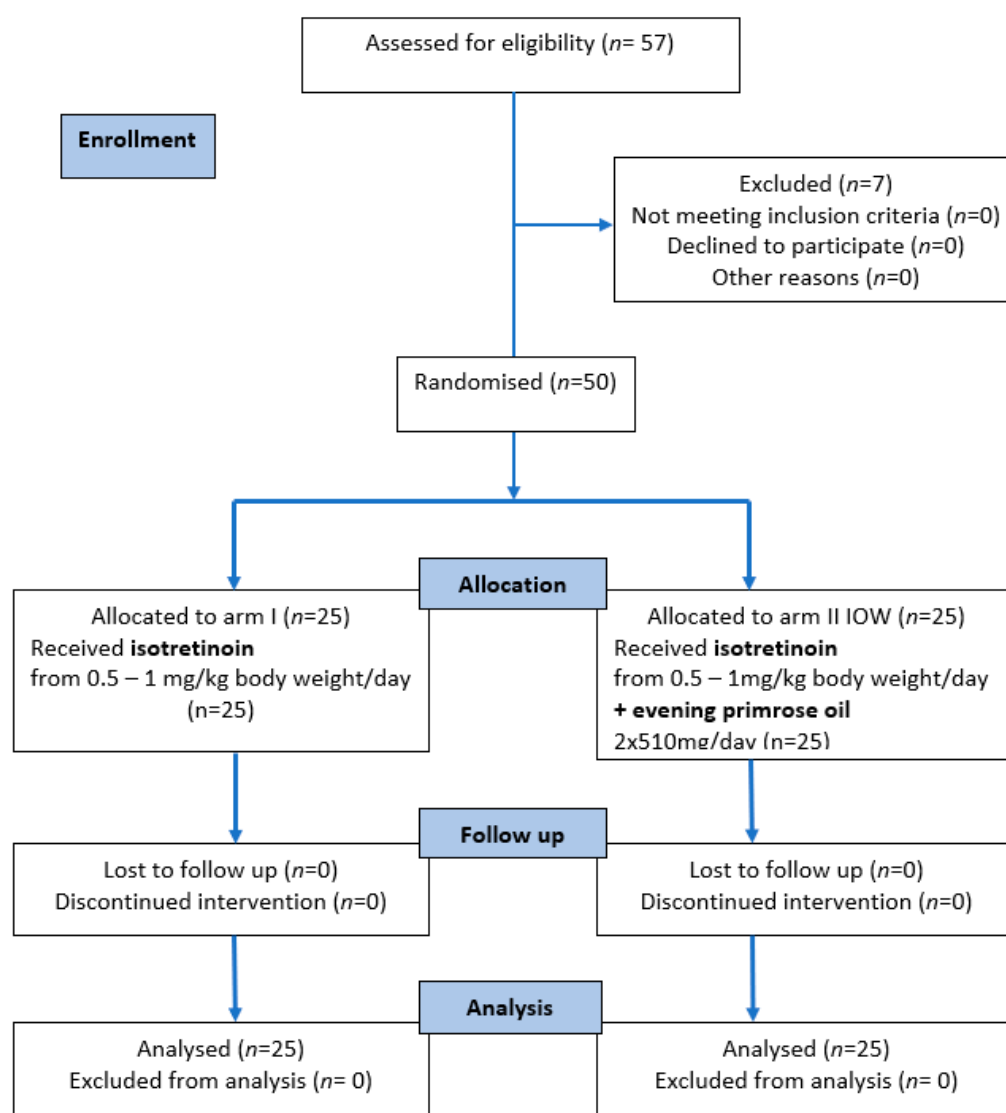 Assessed for eligibility (n= 57)
Enrollment
Excluded (n=7)
Not meeting inclusion criteria (n=0)
Declined to participate (n=0)
Other reasons (n=0)
Randomised (n=50)
Allocation
Allocated to arm I (n=25)
Received isotretinoin
from 0.5 – 1 mg/kg body weight/day
(n=25)
Allocated to arm II IOW (n=25)
Received isotretinoin
from 0.5 – 1mg/kg body weight/day
+ evening primrose oil
2x510mg/day (n=25)
Follow up
Lost to follow up (n=0)
Discontinued intervention (n=0)
Lost to follow up (n=0)
Discontinued intervention (n=0)
Analysis
Analysed (n=25)
Excluded from analysis (n= 0)
Analysed (n=25)
Excluded from analysis (n= 0)